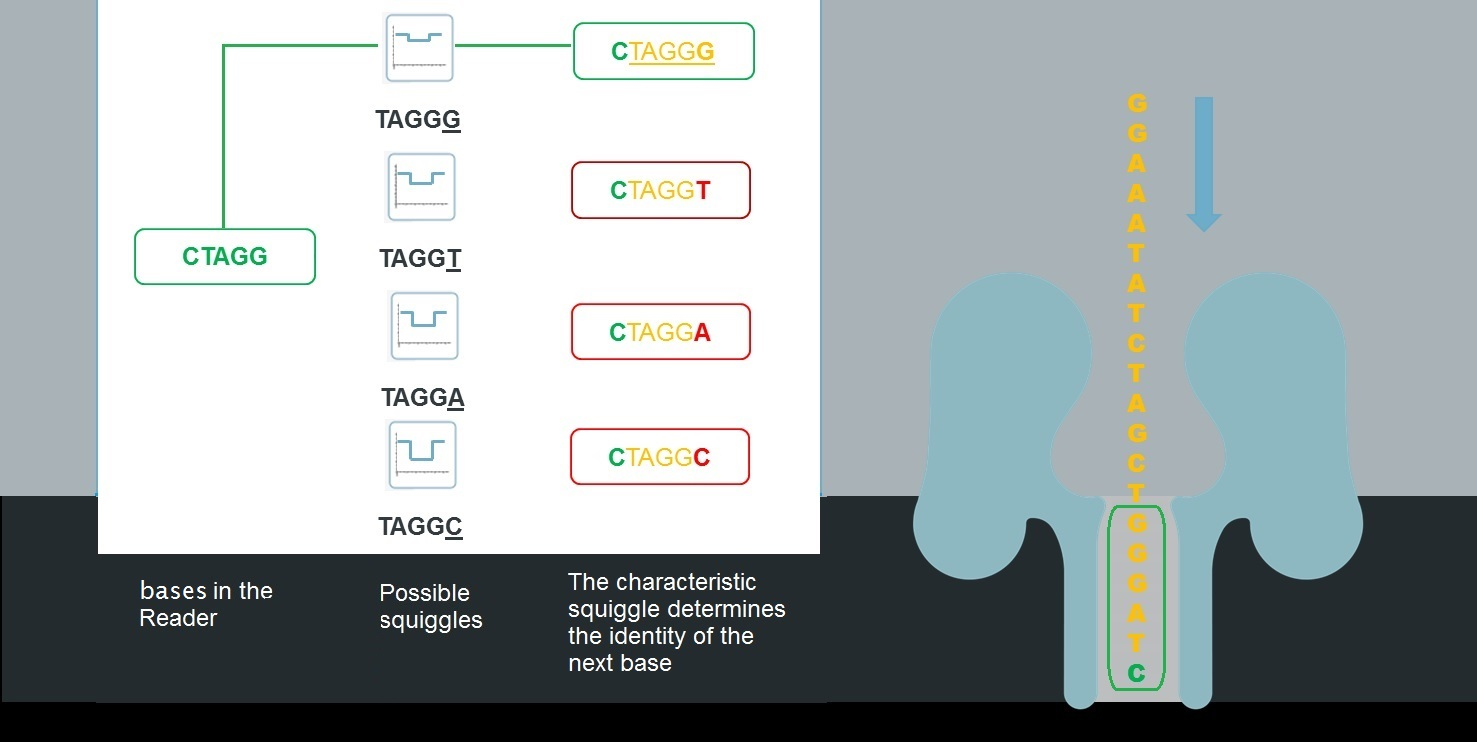 CTAGGG
TAGGG
CTAGGT
TAGGT
CTAGG
CTAGGA
TAGGA
CTAGGC
TAGGC
bases in the
Reader
Possible
squiggles
The characteristic
squiggle determines
the identity of the
next base
G
G
A
A
A
T
A
T
C
T
A
G
C
T
G
G
G
A
T
C